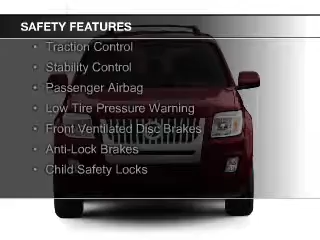 SAFETY FEATURES
• Traction Control
• Stability Control
• Passenger Airbag
• Low Tire Pressure Warning
• Front Ventilated Disc Brakes
• Anti-Lock Brakes
• Child Safety Locks